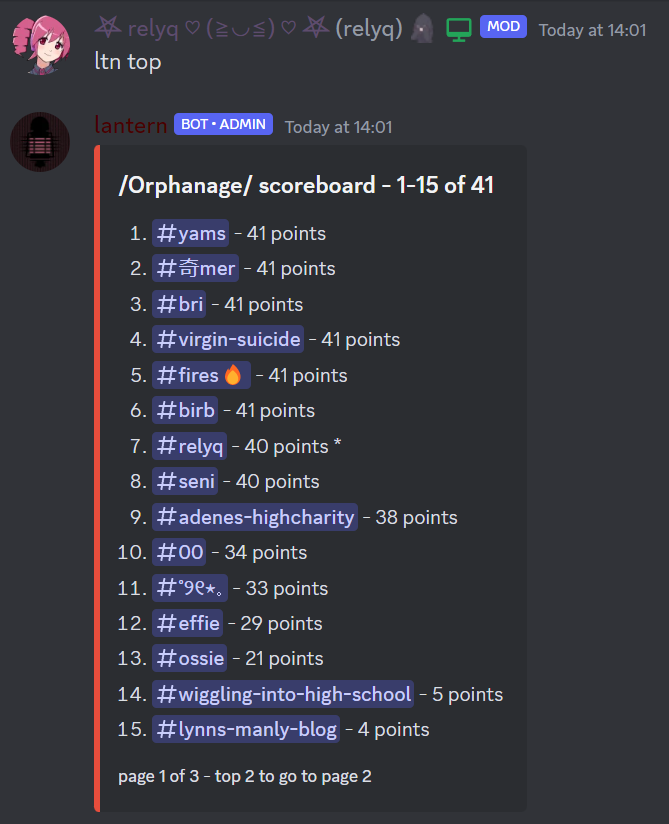 ⛧ relyq ♡ (≧◡≦) ♡ ⛧ (relyq) MOD Today at 14:01
ltn top
lantern BOT • ADMIN Today at 14:01
/Orphanage/ scoreboard - 1-15 of 41
1. #yams - 41 points
2. #奇mer - 41 points
3. #bri - 41 points
4. #virgin-suicide - 41 points
5. #fires🔥 - 41 points
6. #birb - 41 points
7. #relyq - 40 points *
8. #seni - 40 points
9. #adenes-highcharity - 38 points
10. #00 - 34 points
11. #˚୨୧⋆｡ - 33 points
12. #effie - 29 points
13. #ossie - 21 points
14. #wiggling-into-high-school - 5 points
15. #lynns-manly-blog - 4 points
page 1 of 3 - top 2 to go to page 2